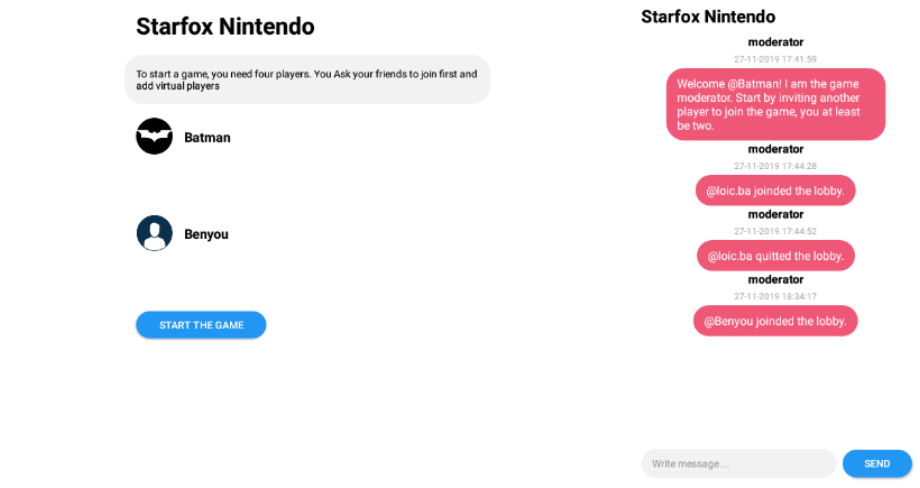 Starfox Nintendo
To start a game, you need four players. You Ask your friends to join first and
add virtual players
Batman
Benyou
START THE GAME
Starfox Nintendo
moderator
27-11-2019 17:41:59
Welcome @Batman! I am the game
moderator. Start by inviting another
player to join the game, you at least
be two.
moderator
27-11-2019 17:44:28
@loic.ba joinded the lobby.
moderator
27-11-2019 17:44:52
@loic.ba quitted the lobby.
moderator
27-11-2019 18:34:17
@Benyou joinded the lobby.
Write message ...
SEND